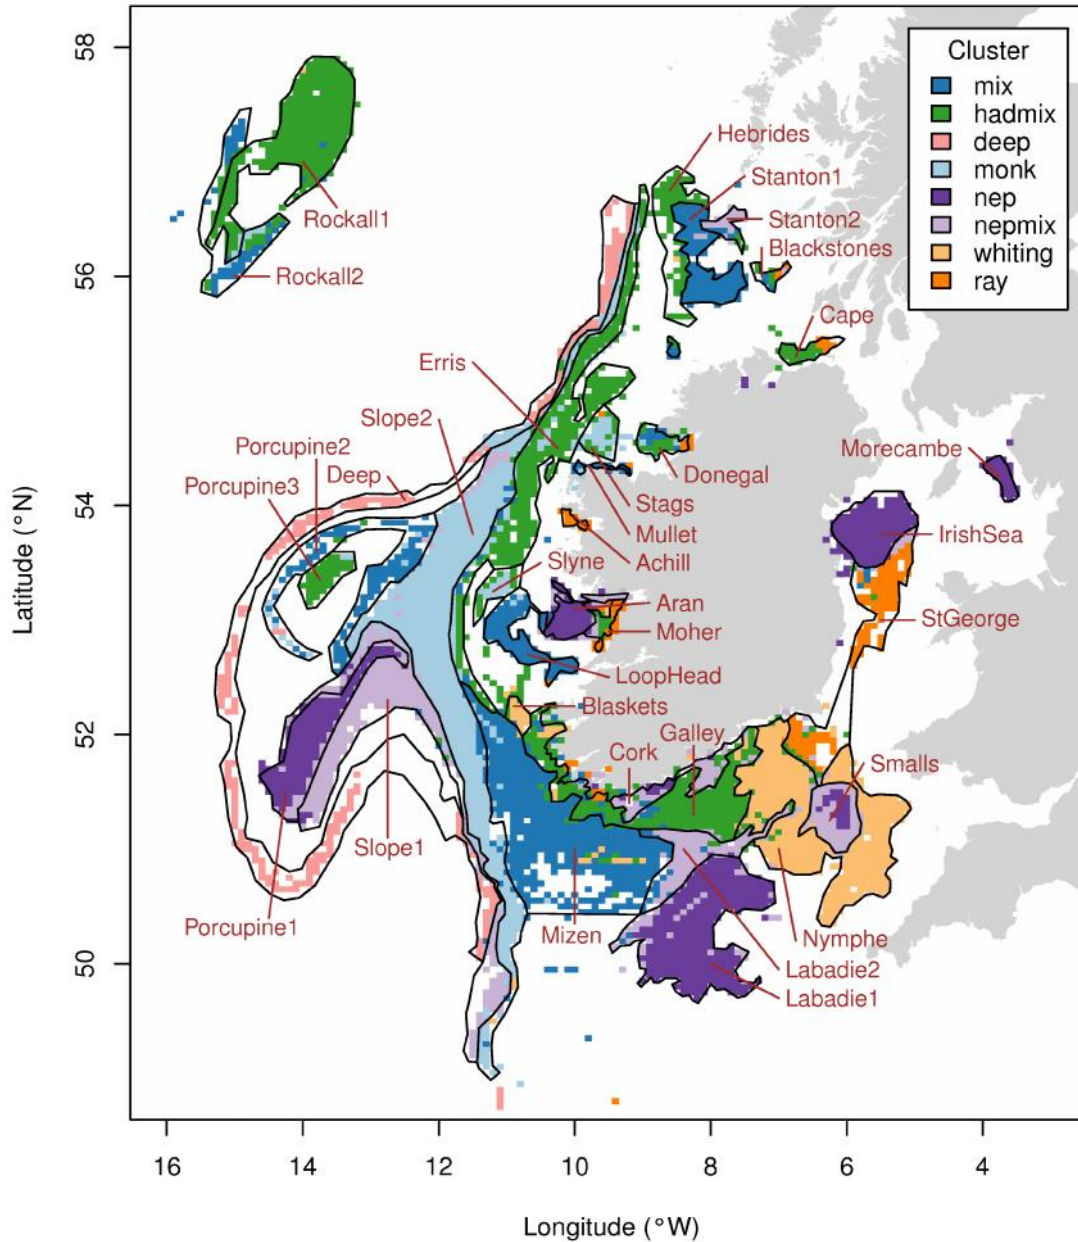 Cluster
mix
hadmix
deep
monk
nep
nepmix
whiting
ray
58
56
54
52
50
Latitude (°N)
Hebrides
Stanton1
Stanton2
Rockall1
Blackstones
Rockall2
Cape
Erris
Slope2
Porcupine2
Morecambe
Donegal
Deep
Porcupine3
Stags
Mullet
IrishSea
Slyne
Achill
Aran
StGeorge
Moher
LoopHead
Blaskets
Galley
Cork
Smalls
Slope1
Porcupine1
Mizen
Nymphe
Labadie2
Labadie1
16
14
12
10
8
6
4
Longitude (°W)